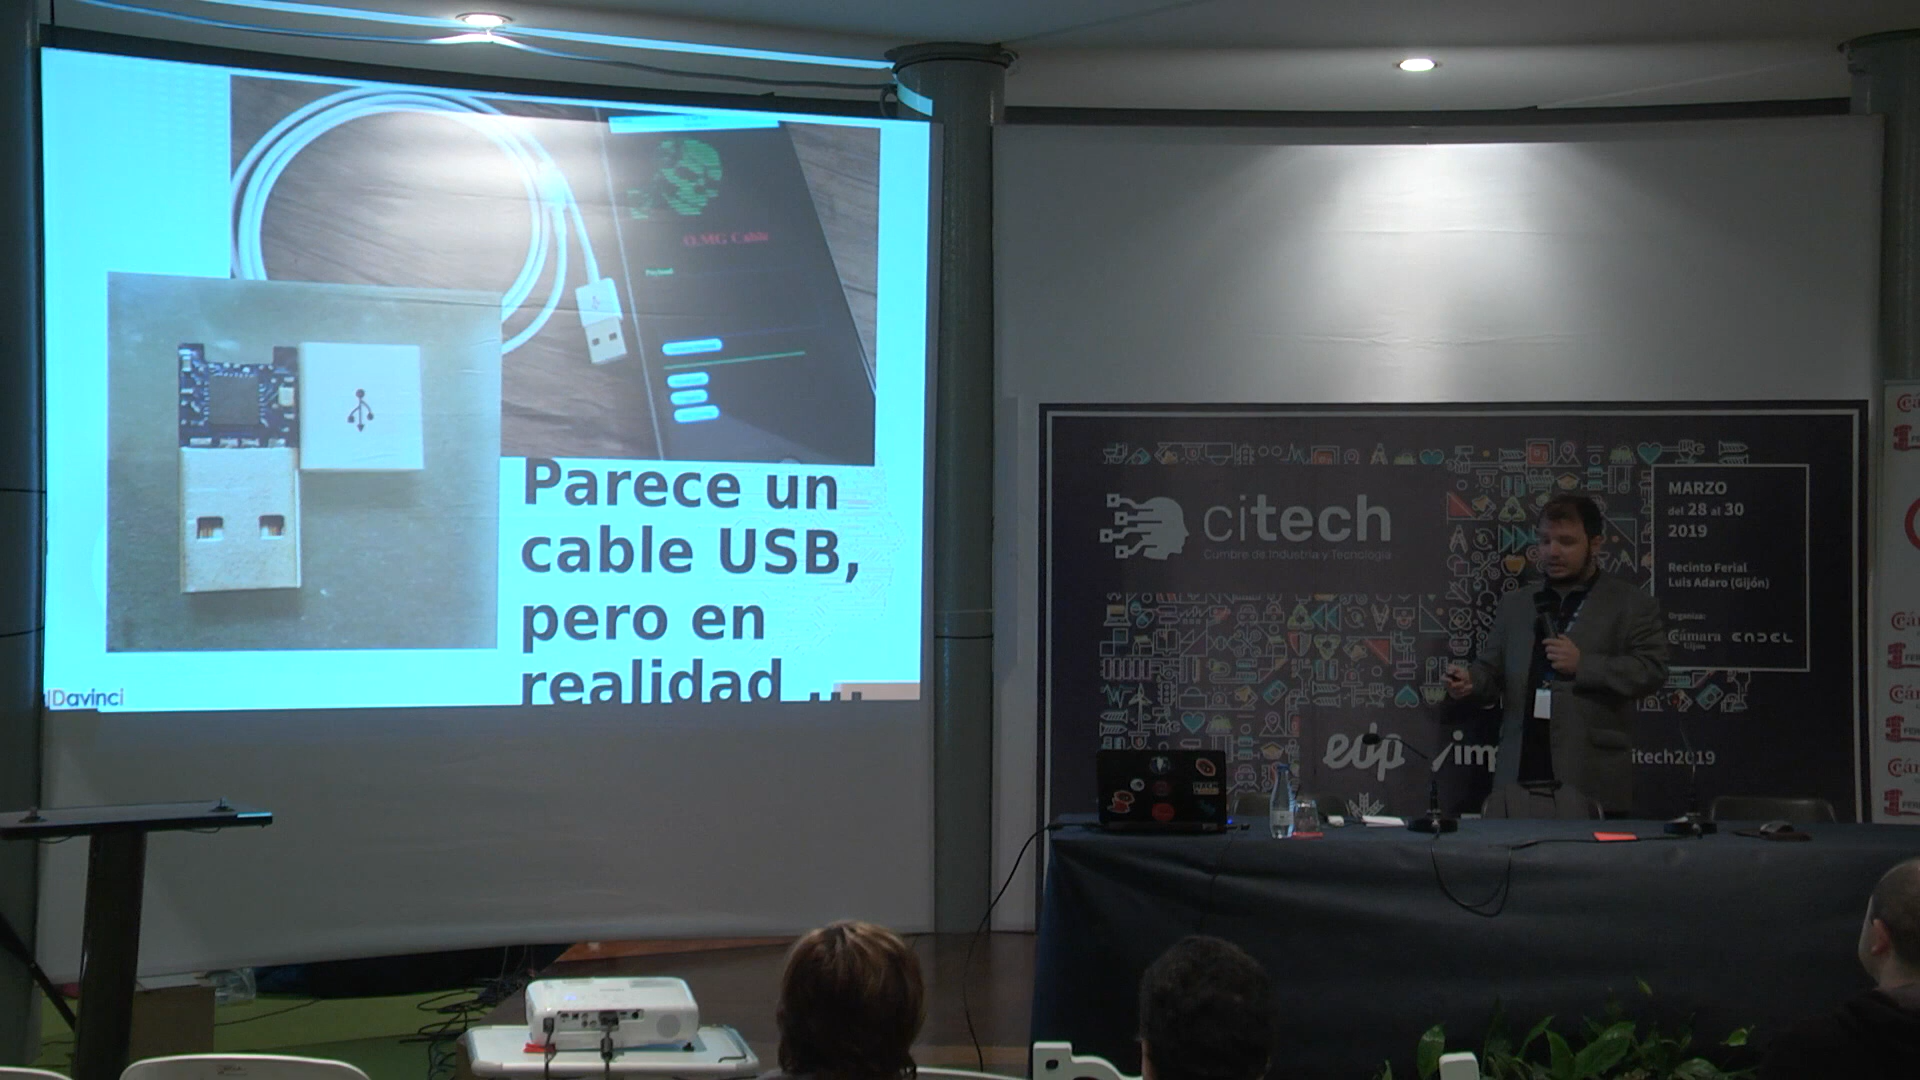 O.MG Cable
Payload
Parece un
cable USB,
pero en
realidad ...
Davinci
citech
Cumbre de Industria y Tecnología
MARZO
del 28 al 30
2019
Recinto Ferial
Luis Adaro (Gijón)
Organiza:
Cámara
Gijón
itech2019